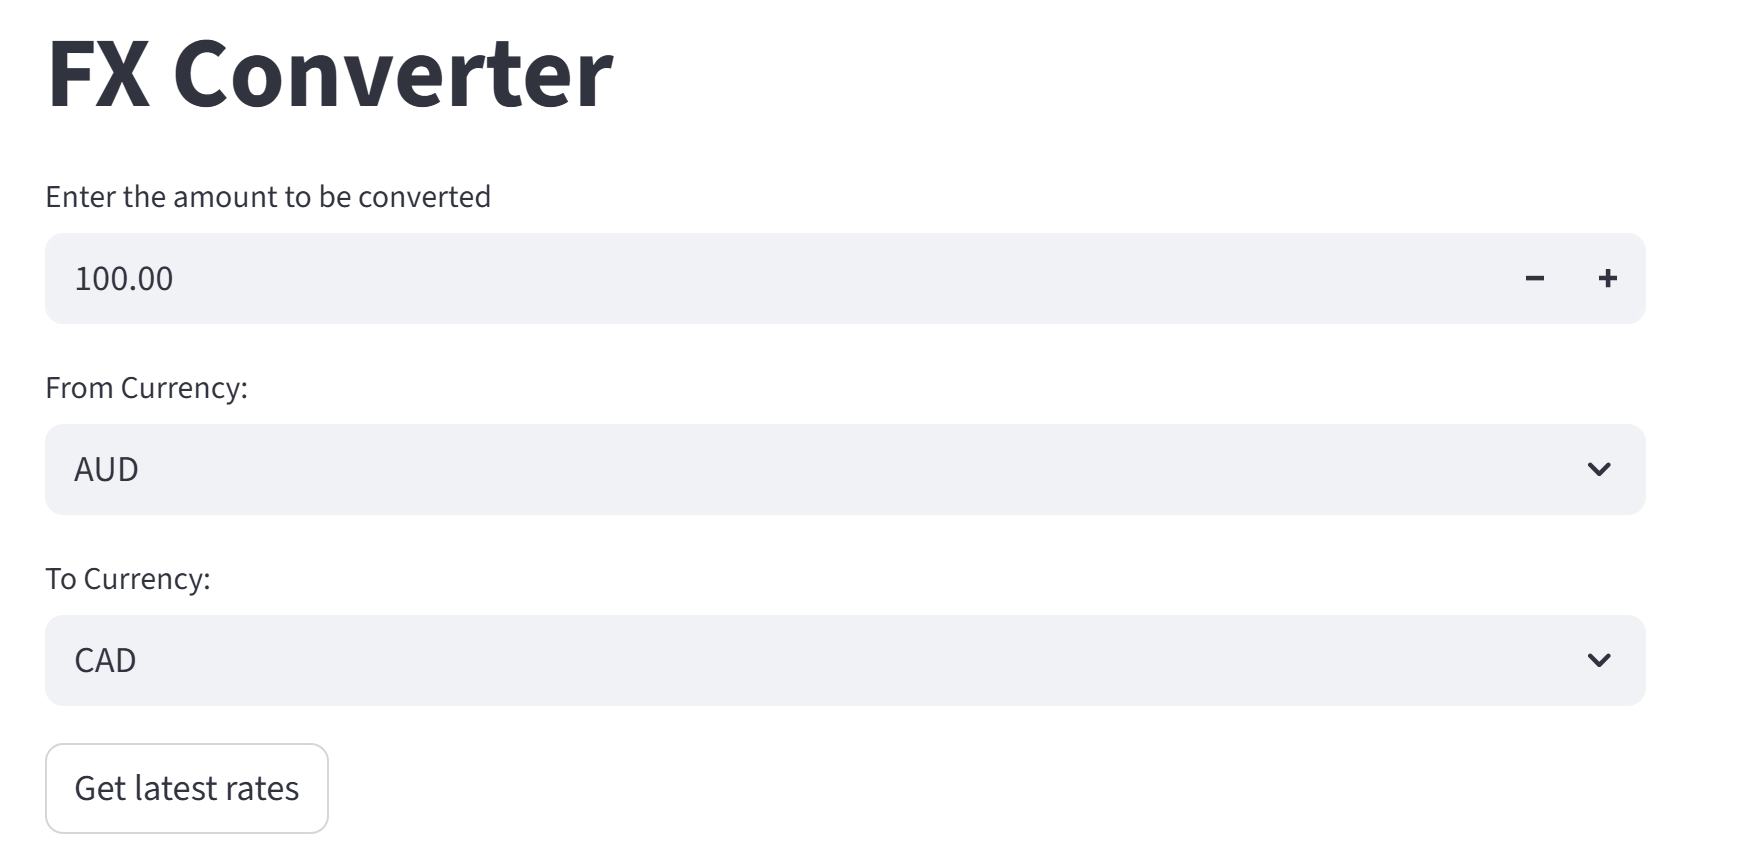 FX Converter
Enter the amount to be converted
100.00
From Currency:
AUD
To Currency:
CAD
Get latest rates